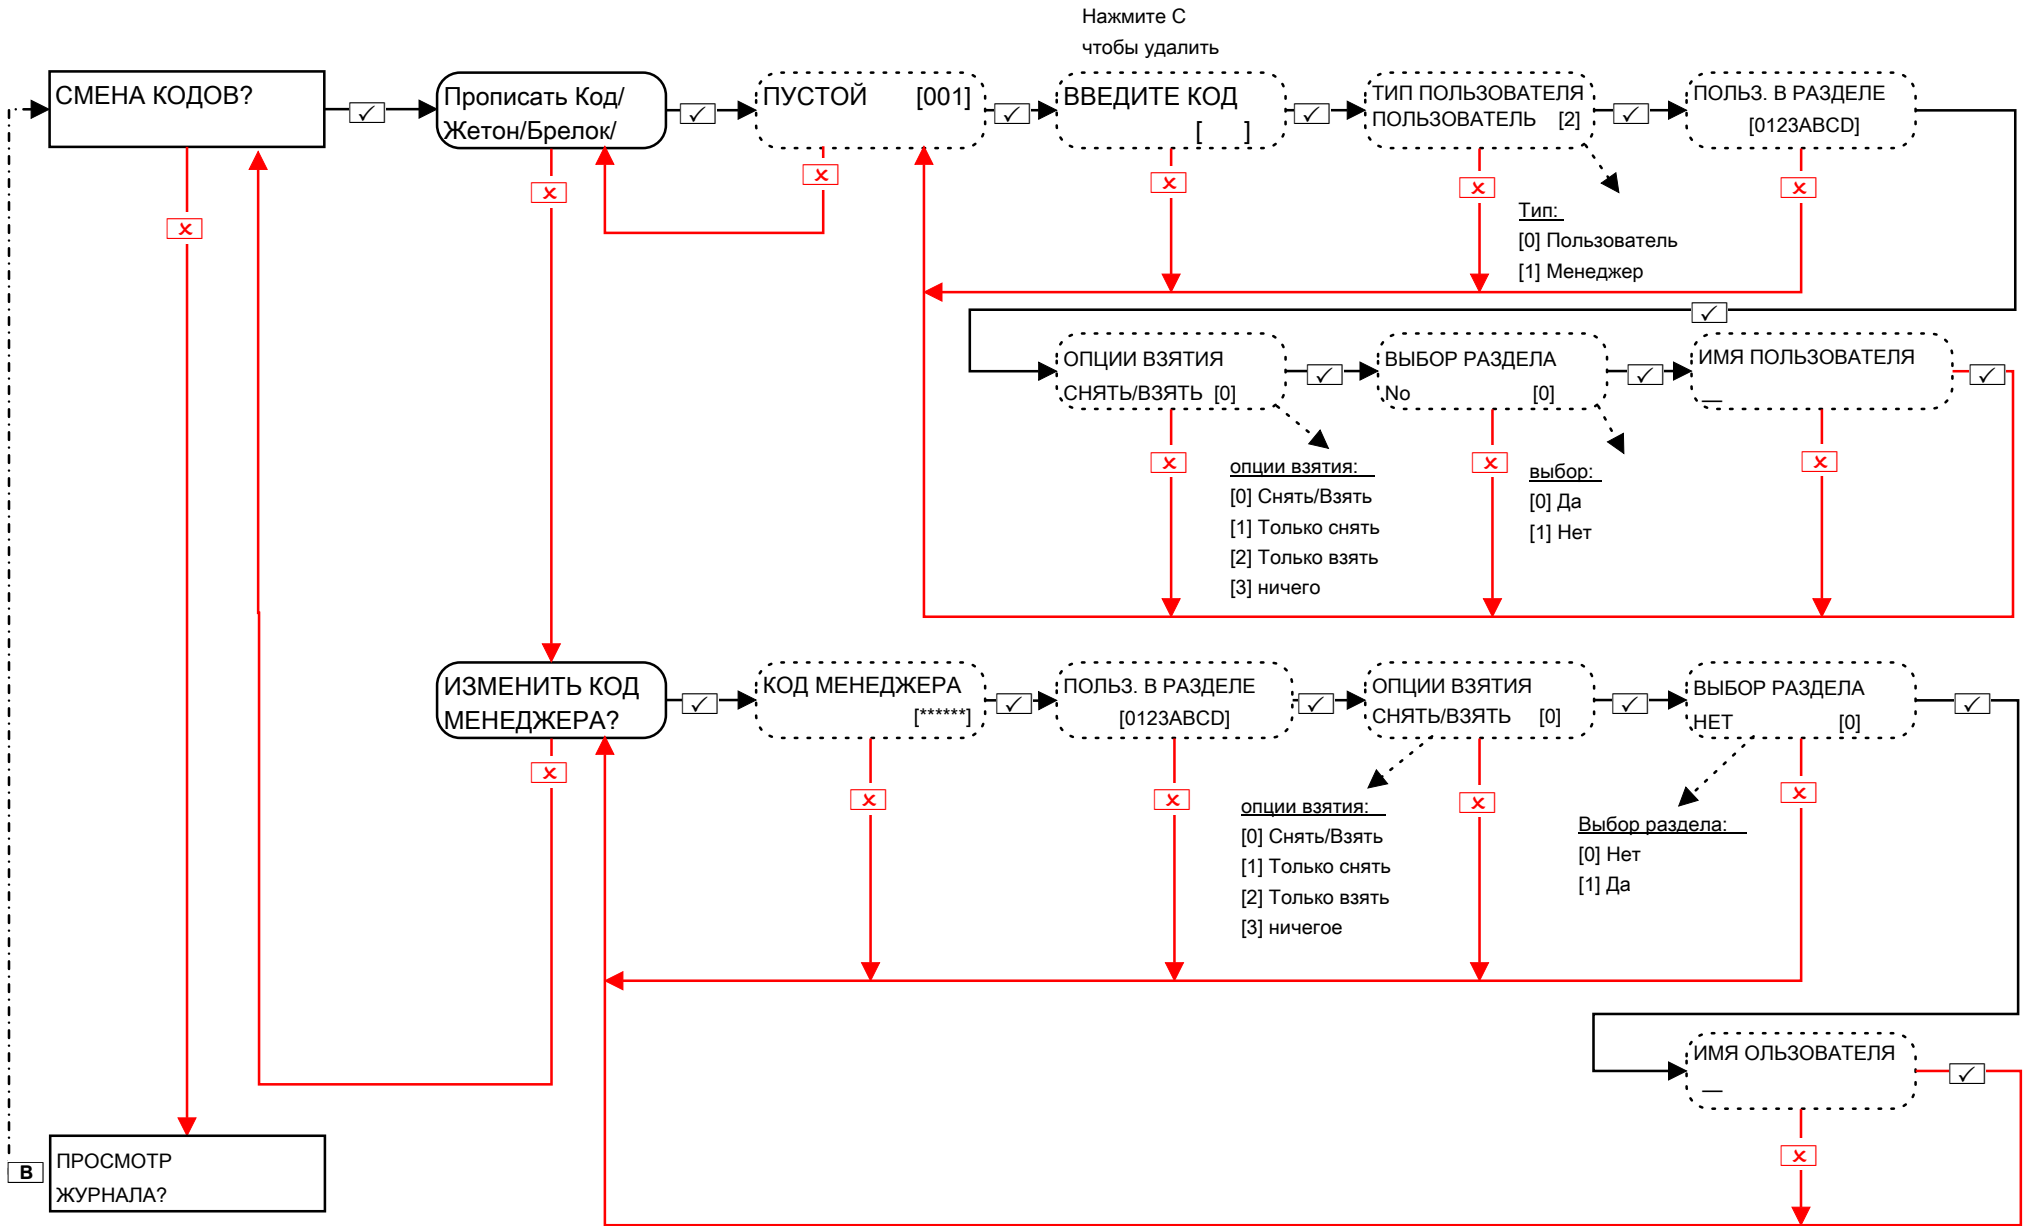 Нажмите С
чтобы удалить
СМЕНА КОДОВ?
Прописать Код/
Жетон/Брелок/
ПУСТОЙ [001]
ВВЕДИТЕ КОД
[ ]
ТИП ПОЛЬЗОВАТЕЛЯ
ПОЛЬЗОВАТЕЛЬ [2]
ПОЛЬЗ. В РАЗДЕЛЕ
[0123ABCD]
Тип:
[0] Пользователь
[1] Менеджер
ОПЦИИ ВЗЯТИЯ
СНЯТЬ/ВЗЯТЬ [0]
ВЫБОР РАЗДЕЛА
No [0]
ИМЯ ПОЛЬЗОВАТЕЛЯ
__
опции взятия:
[0] Снять/Взять
[1] Только снять
[2] Только взять
[3] ничего
выбор:
[0] Да
[1] Нет
ИЗМЕНИТЬ КОД
МЕНЕДЖЕРА?
КОД МЕНЕДЖЕРА
[******]
ПОЛЬЗ. В РАЗДЕЛЕ
[0123ABCD]
ОПЦИИ ВЗЯТИЯ
СНЯТЬ/ВЗЯТЬ [0]
ВЫБОР РАЗДЕЛА
НЕТ [0]
опции взятия:
[0] Снять/Взять
[1] Только снять
[2] Только взять
[3] ничегое
Выбор раздела:
[0] Нет
[1] Да
ИМЯ ОЛЬЗОВАТЕЛЯ
__
B
ПРОСМОТР
ЖУРНАЛА?